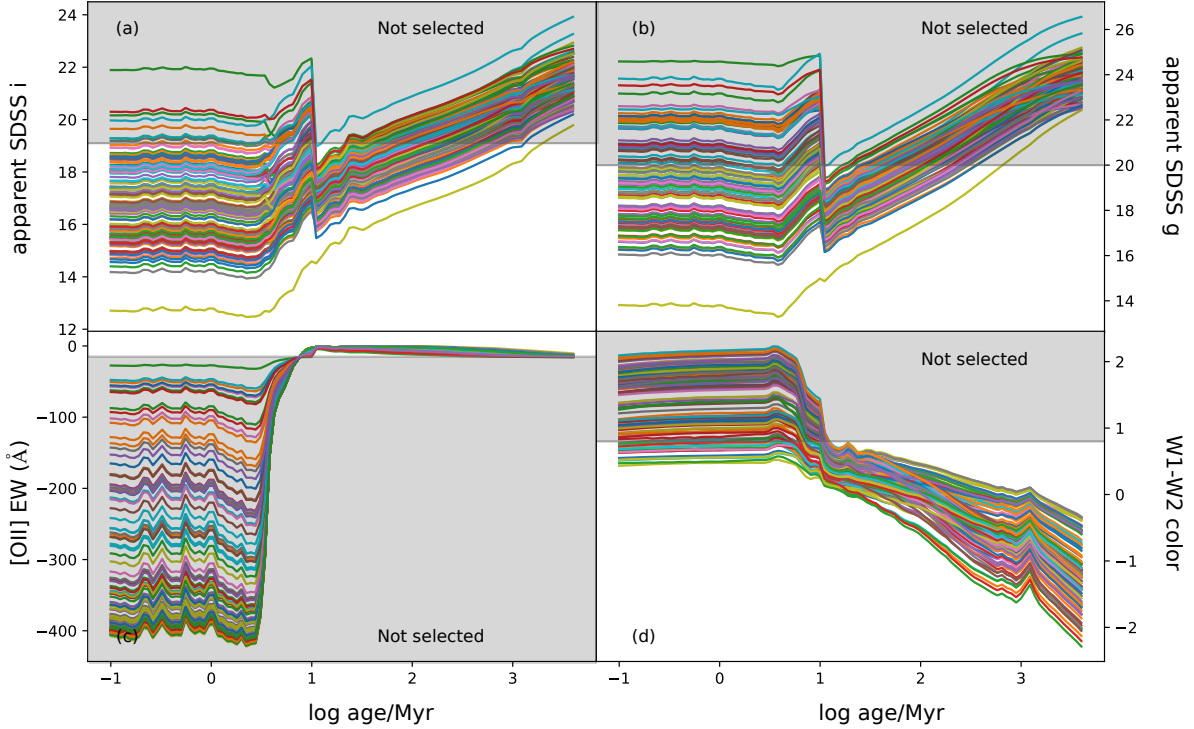 (a) Not selected
24
22
20
18
16
14
12
apparent SDSS i
(b) Not selected
26
24
22
20
18
16
14
apparent SDSS g
0
−100
−200
−300
−400
[OII] EW (Å)
(c) Not selected
−1 0 1 2 3
log age/Myr
Not selected
(d)
2
1
0
−1
−2
W1-W2 color
−1 0 1 2 3
log age/Myr